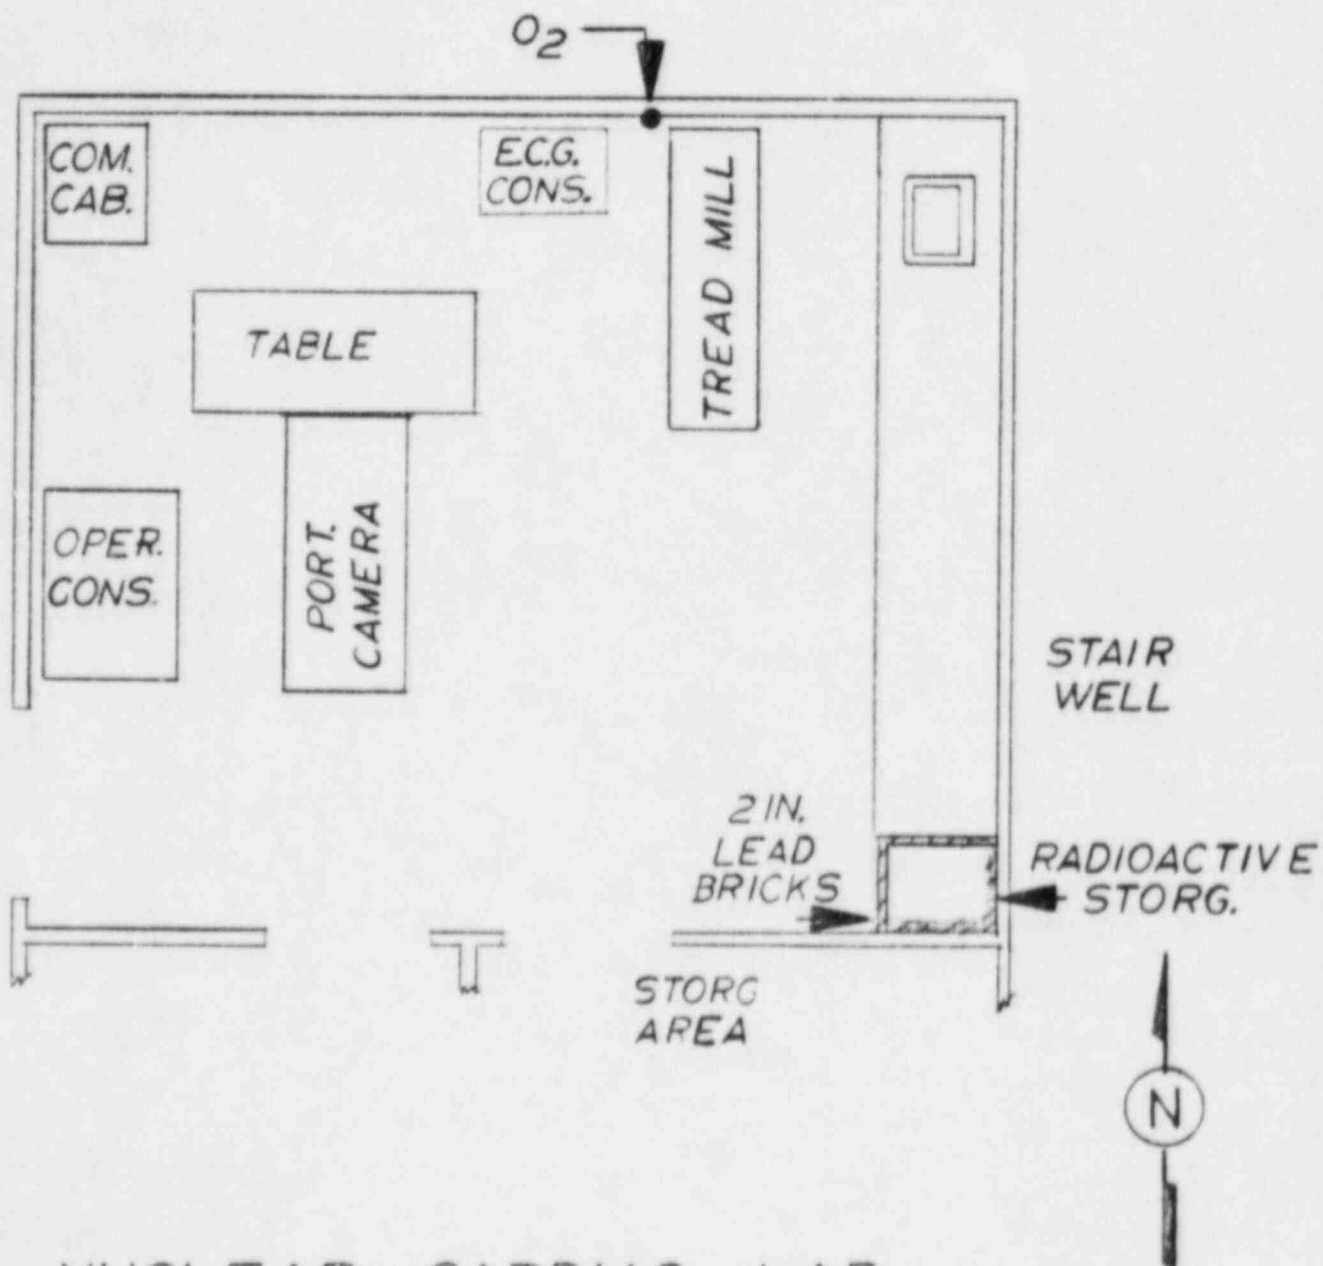 O2
COM.
CAB.
E.C.G.
CONS.
TREAD MILL
TABLE
OPER.
CONS.
PORT.
CAMERA
STAIR
WELL
2 IN.
LEAD
BRICKS
RADIOACTIVE
STORG.
STORG
AREA
N